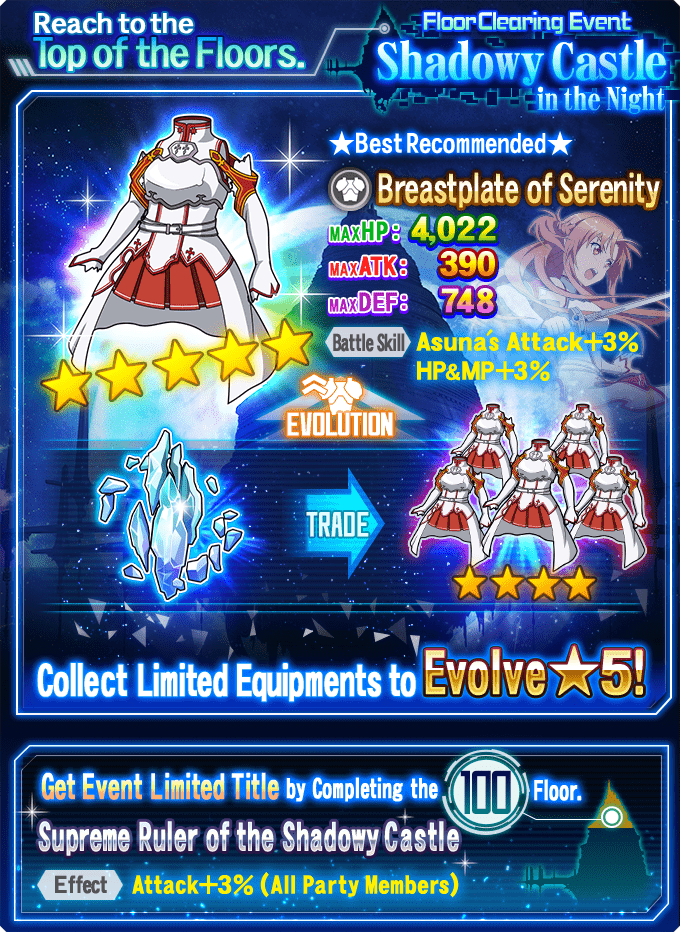 Reach to the
Top of the Floors.
Floor Clearing Event
Shadowy Castle
in the Night
★Best Recommended★
Breastplate of Serenity
MAXHP: 4,022
MAXATK: 390
MAXDEF: 748
Battle Skill Asuna's Attack+3%
HP&MP+3%
EVOLUTION
TRADE
Collect Limited Equipments to Evolve★5!
Get Event Limited Title by Completing the 100 Floor.
Supreme Ruler of the Shadowy Castle
Effect Attack+3% (All Party Members)